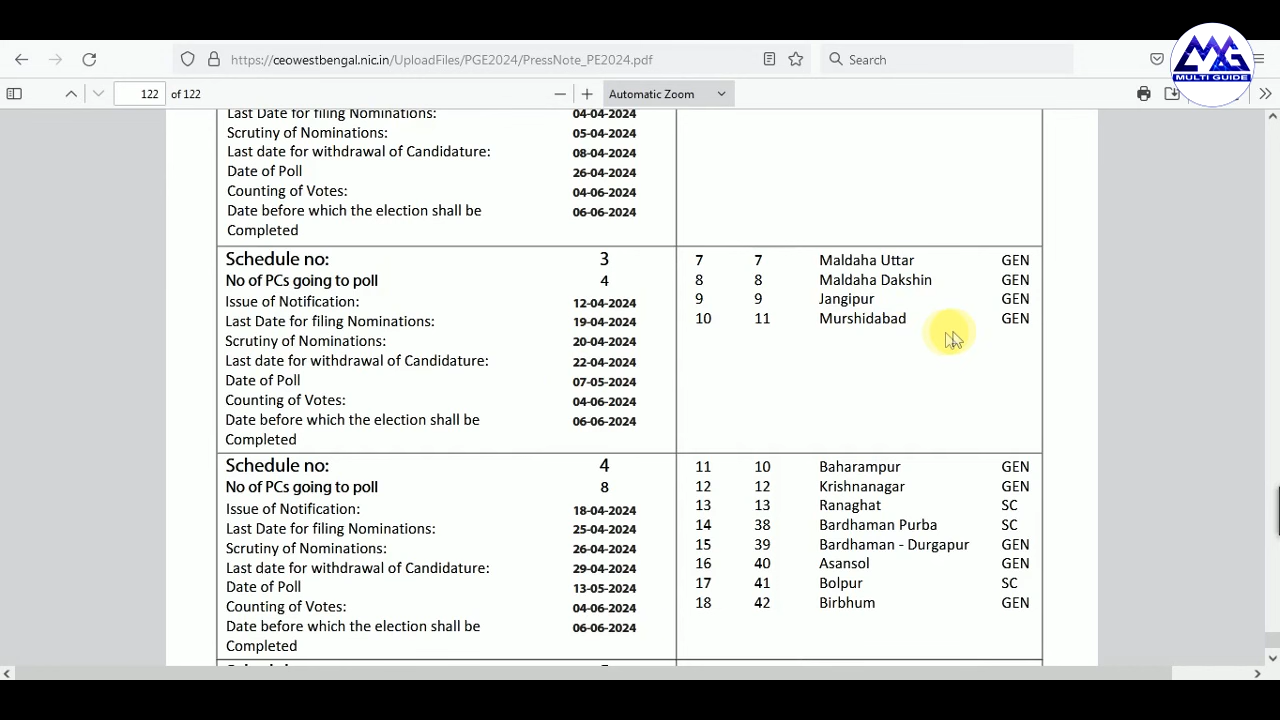 https://ceowestbengal.nic.in/UploadFiles/PGE2024/PressNote_PE2024.pdf
Search
MULTI GUIDE
122 of 122
Automatic Zoom
Last Date for filing Nominations: 04-04-2024
Scrutiny of Nominations: 05-04-2024
Last date for withdrawal of Candidature: 08-04-2024
Date of Poll 26-04-2024
Counting of Votes: 04-06-2024
Date before which the election shall be 06-06-2024
Completed
Schedule no: 3
No of PCs going to poll 4
Issue of Notification: 12-04-2024
Last Date for filing Nominations: 19-04-2024
Scrutiny of Nominations: 20-04-2024
Last date for withdrawal of Candidature: 22-04-2024
Date of Poll 07-05-2024
Counting of Votes: 04-06-2024
Date before which the election shall be 06-06-2024
Completed
7 7 Maldaha Uttar GEN
8 8 Maldaha Dakshin GEN
9 9 Jangipur GEN
10 11 Murshidabad GEN
Schedule no: 4
No of PCs going to poll 8
Issue of Notification: 18-04-2024
Last Date for filing Nominations: 25-04-2024
Scrutiny of Nominations: 26-04-2024
Last date for withdrawal of Candidature: 29-04-2024
Date of Poll 13-05-2024
Counting of Votes: 04-06-2024
Date before which the election shall be 06-06-2024
Completed
11 10 Baharampur GEN
12 12 Krishnanagar GEN
13 13 Ranaghat SC
14 38 Bardhaman Purba SC
15 39 Bardhaman - Durgapur GEN
16 40 Asansol GEN
17 41 Bolpur SC
18 42 Birbhum GEN